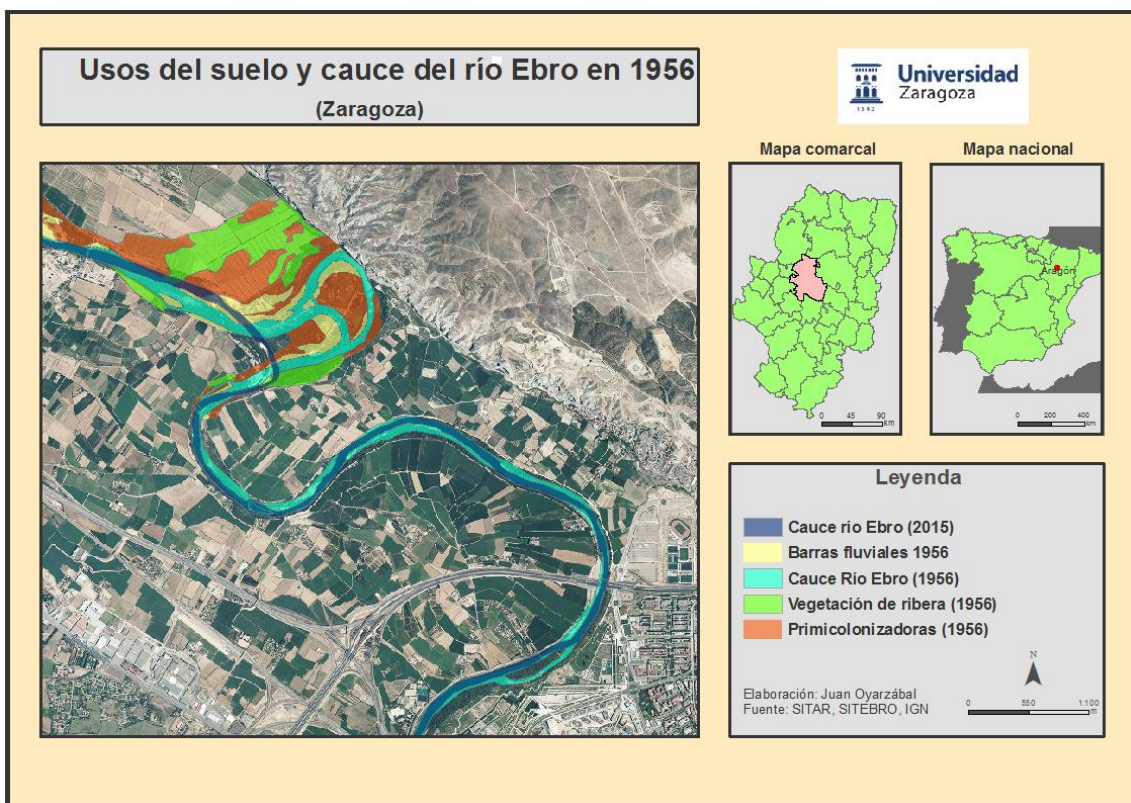 Usos del suelo y cauce del río Ebro en 1956
(Zaragoza)
Universidad
Zaragoza
1542
Mapa comarcal
Mapa nacional
Aragón
0 45 90
km
0 200 400
km
Leyenda
Cauce río Ebro (2015)
Barras fluviales 1956
Cauce Río Ebro (1956)
Vegetación de ribera (1956)
Primicolonizadoras (1956)
N
Elaboración: Juan Oyarzábal
Fuente: SITAR, SITEBRO, IGN
0 550 1.100
m